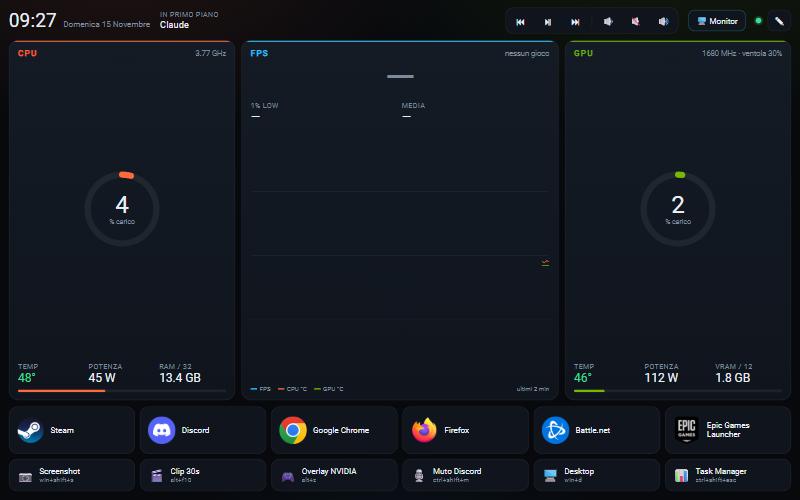 09:27 Domenica 15 Novembre
IN PRIMO PIANO
Claude
Monitor
CPU 3.77 GHz
4
% carico
TEMP POTENZA RAM / 32
48° 45 W 13.4 GB
FPS nessun gioco
—
1% LOW MEDIA
— —
FPS CPU °C GPU °C ultimi 2 min
GPU 1680 MHz · ventola 30%
2
% carico
TEMP POTENZA VRAM / 12
46° 112 W 1.8 GB
Steam
Discord
Google Chrome
Firefox
Battle.net
EPIC GAMES
Epic Games
Launcher
Screenshot
win+shift+s
Clip 30s
alt+f10
Overlay NVIDIA
alt+z
Muto Discord
ctrl+shift+m
Desktop
win+d
Task Manager
ctrl+shift+esc